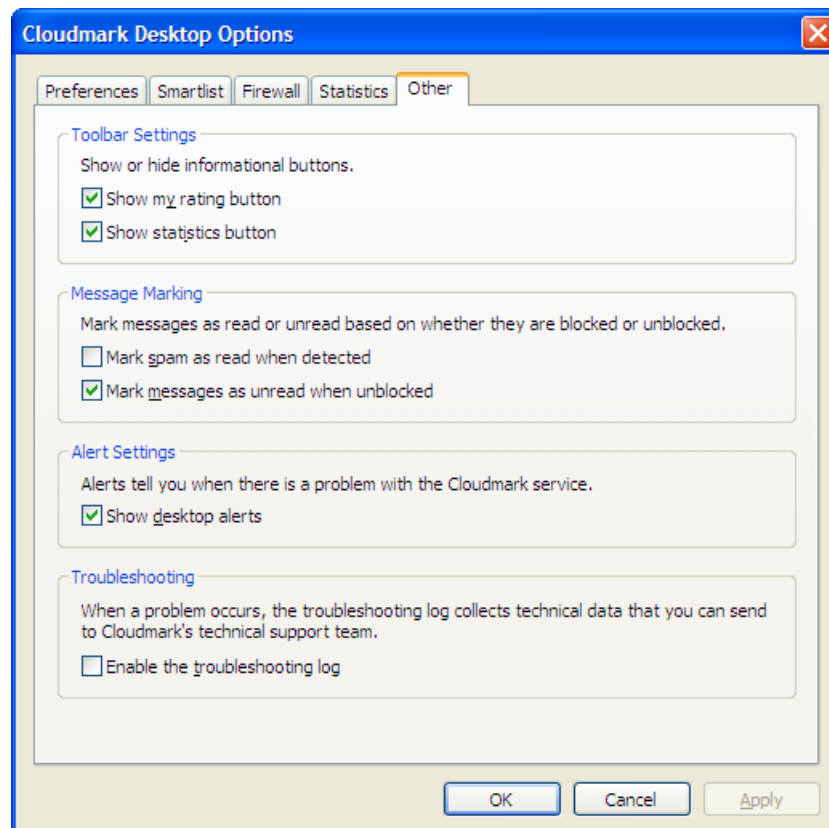 Cloudmark Desktop Options
Preferences Smartlist Firewall Statistics Other
Toolbar Settings
Show or hide informational buttons.
Show my rating button
Show statistics button
Message Marking
Mark messages as read or unread based on whether they are blocked or unblocked.
Mark spam as read when detected
Mark messages as unread when unblocked
Alert Settings
Alerts tell you when there is a problem with the Cloudmark service.
Show desktop alerts
Troubleshooting
When a problem occurs, the troubleshooting log collects technical data that you can send
to Cloudmark's technical support team.
Enable the troubleshooting log
OK Cancel Apply